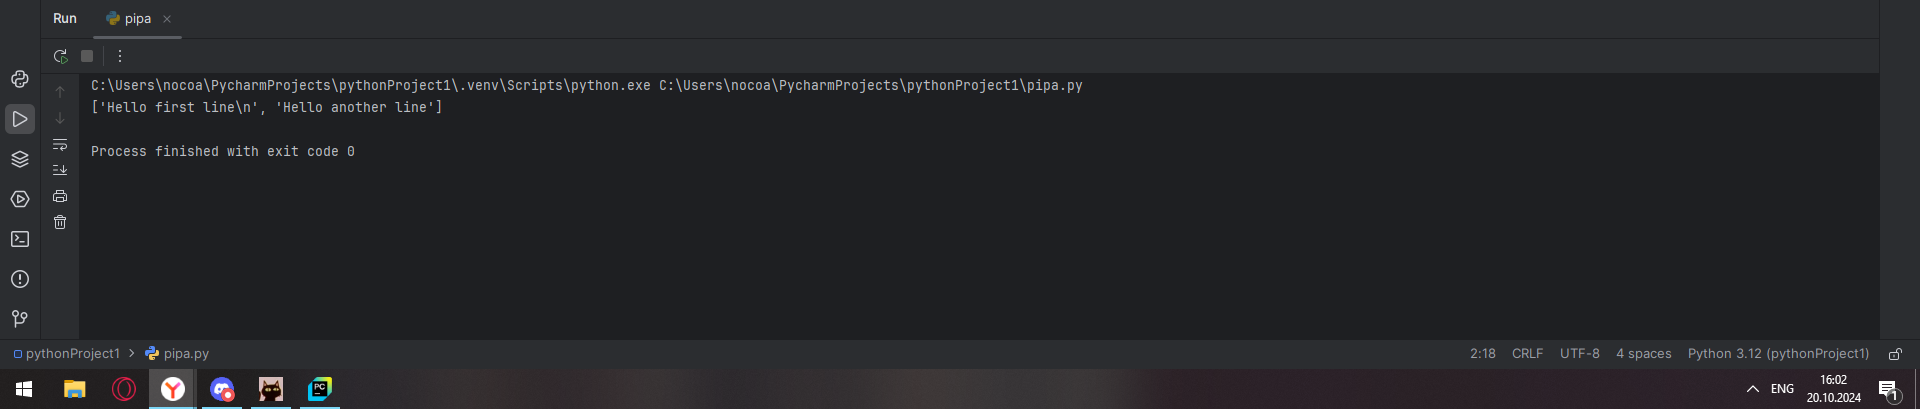 Run pipa
C:\Users\nocoa\PycharmProjects\pythonProject1\.venv\Scripts\python.exe C:\Users\nocoa\PycharmProjects\pythonProject1\pipa.py
['Hello first line\n', 'Hello another line']
Process finished with exit code 0
pythonProject1 > pipa.py 2:18 CRLF UTF-8 4 spaces Python 3.12 (pythonProject1)
PC
ENG
16:02
20.10.2024
1